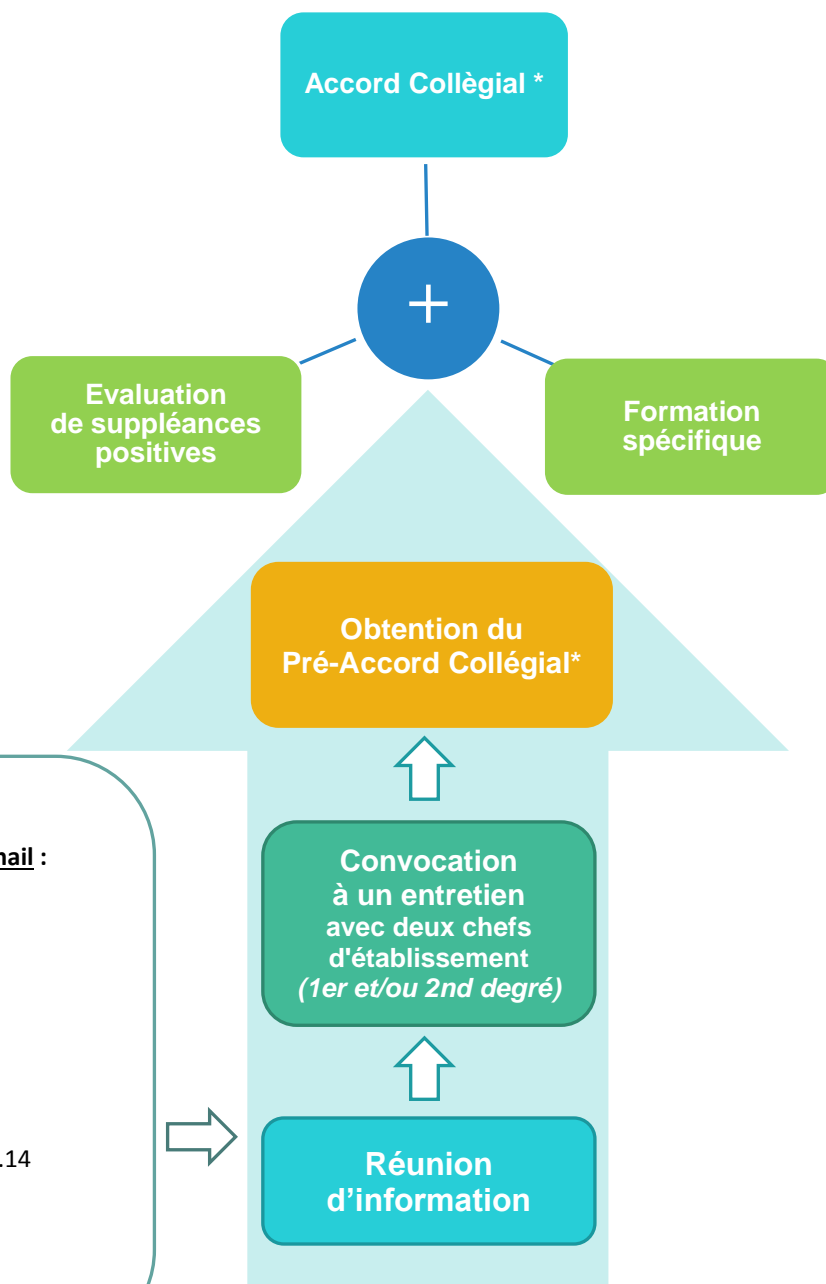 Accord Collègial *
+
Evaluation
de suppléances
positives
Formation
spécifique
Obtention du
Pré-Accord Collégial*
mail :
Convocation
à un entretien
avec deux chefs
d'établissement
(1er et/ou 2nd degré)
.14
Réunion
d’information